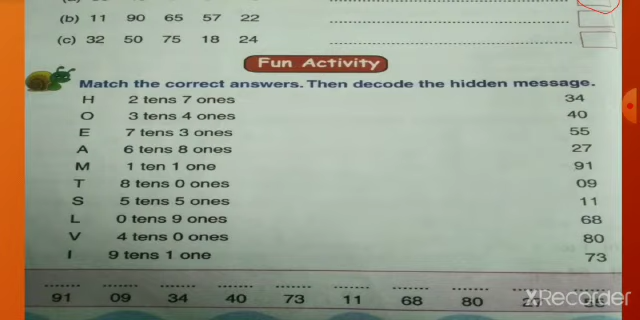 (b) 11 90 65 57 22
(c) 32 50 75 18 24
Fun Activity
Match the correct answers. Then decode the hidden message.
H 2 tens 7 ones 34
O 3 tens 4 ones 40
E 7 tens 3 ones 55
A 6 tens 8 ones 27
M 1 ten 1 one 91
T 8 tens 0 ones 09
S 5 tens 5 ones 11
L 0 tens 9 ones 68
V 4 tens 0 ones 80
I 9 tens 1 one 73
91 09 34 40 73 11 68 80
XRecorder